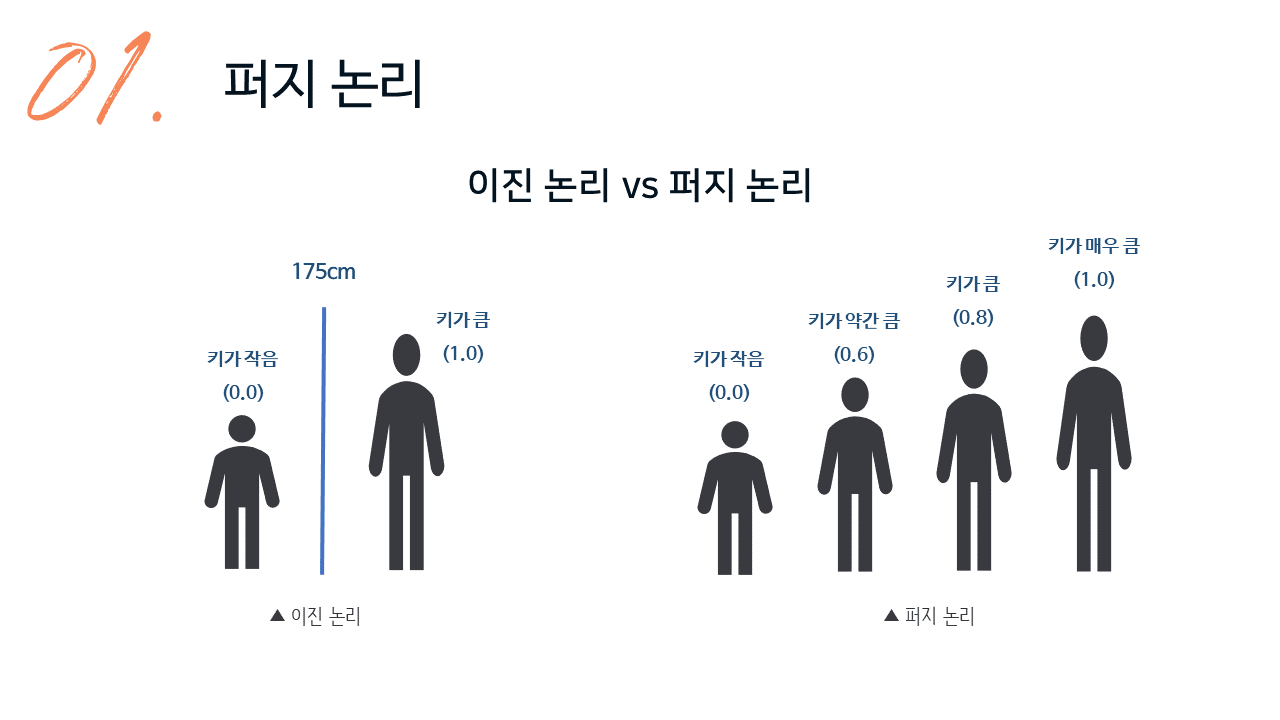 01.
퍼지 논리
이진 논리 vs 퍼지 논리
175cm
키가 작음
(0.0)
키가 큼
(1.0)
▲ 이진 논리
키가 작음
(0.0)
키가 약간 큼
(0.6)
키가 큼
(0.8)
키가 매우 큼
(1.0)
▲ 퍼지 논리